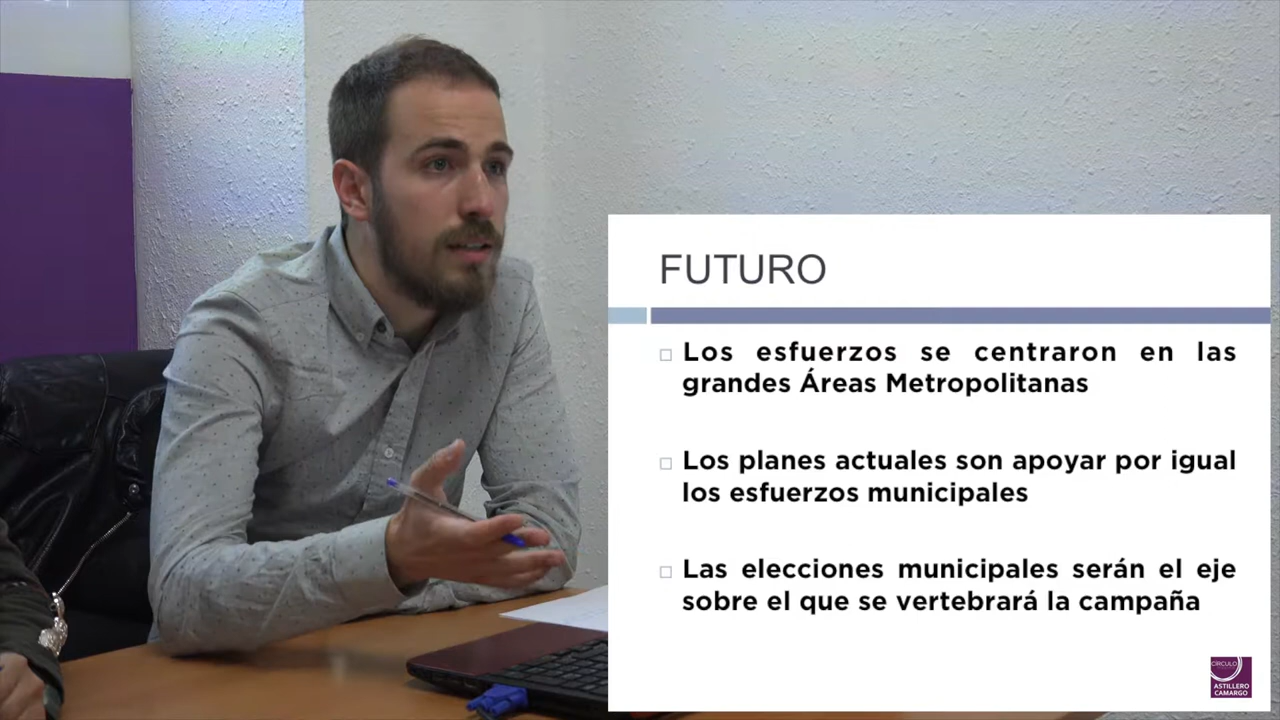 FUTURO
Los esfuerzos se centraron en las
grandes Áreas Metropolitanas
Los planes actuales son apoyar por igual
los esfuerzos municipales
Las elecciones municipales serán el eje
sobre el que se vertebrará la campaña
CÍRCULO
ASTILLERO
CAMARGO